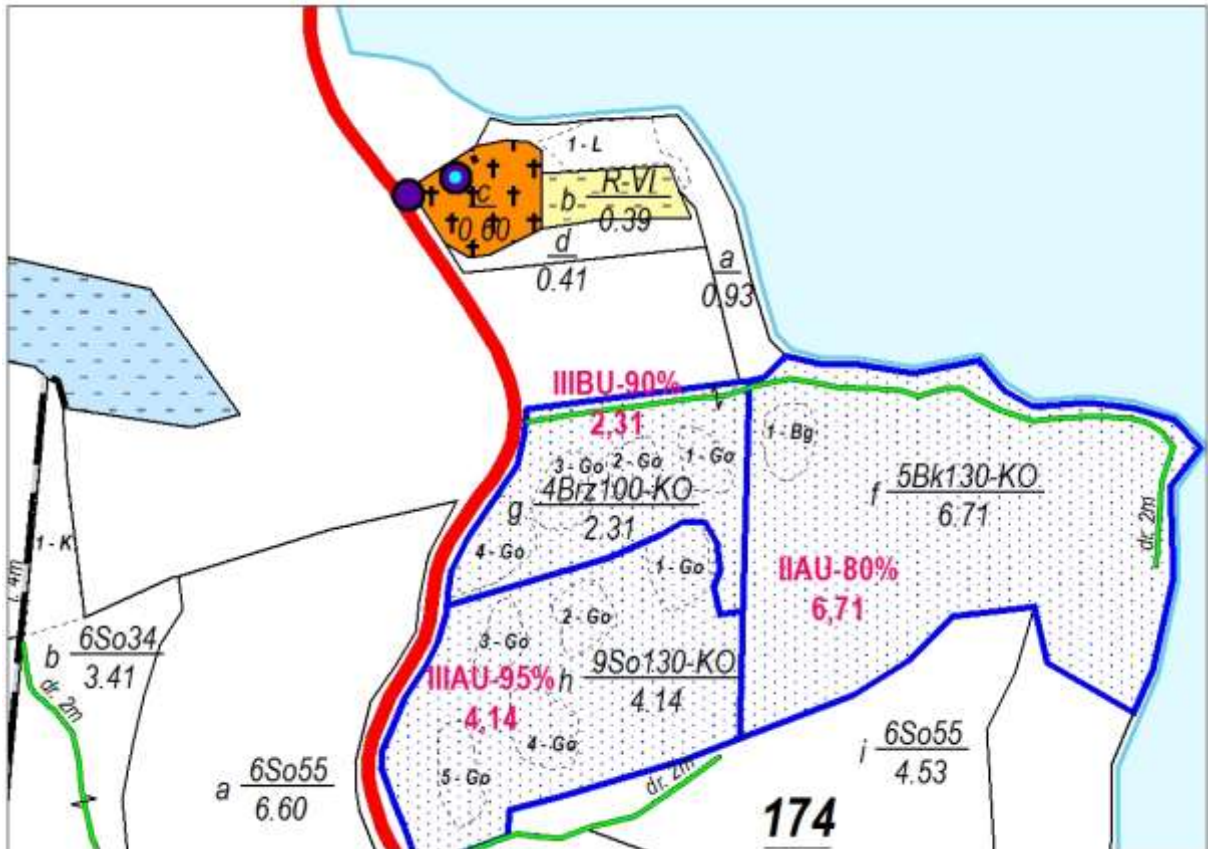 1 - L
c
0.60
b R-VI
0.39
d
0.41
a
0.93
IIIBU-90%
2,31
3 - Go
2 - Go
1 - Go
1 - Bg
g 4Brz100-KO
2.31
4 - Go
f 5Bk130-KO
6.71
dr. 2m
IIAU-80%
6,71
1 - K
1 - Go
2 - Go
3 - Go
b 6So34
3.41
dr. 2m
IIIAU-95%
4,14
h 9So130-KO
4.14
4 - Go
5 - Go
a 6So55
6.60
i 6So55
4.53
dr. 2m
174